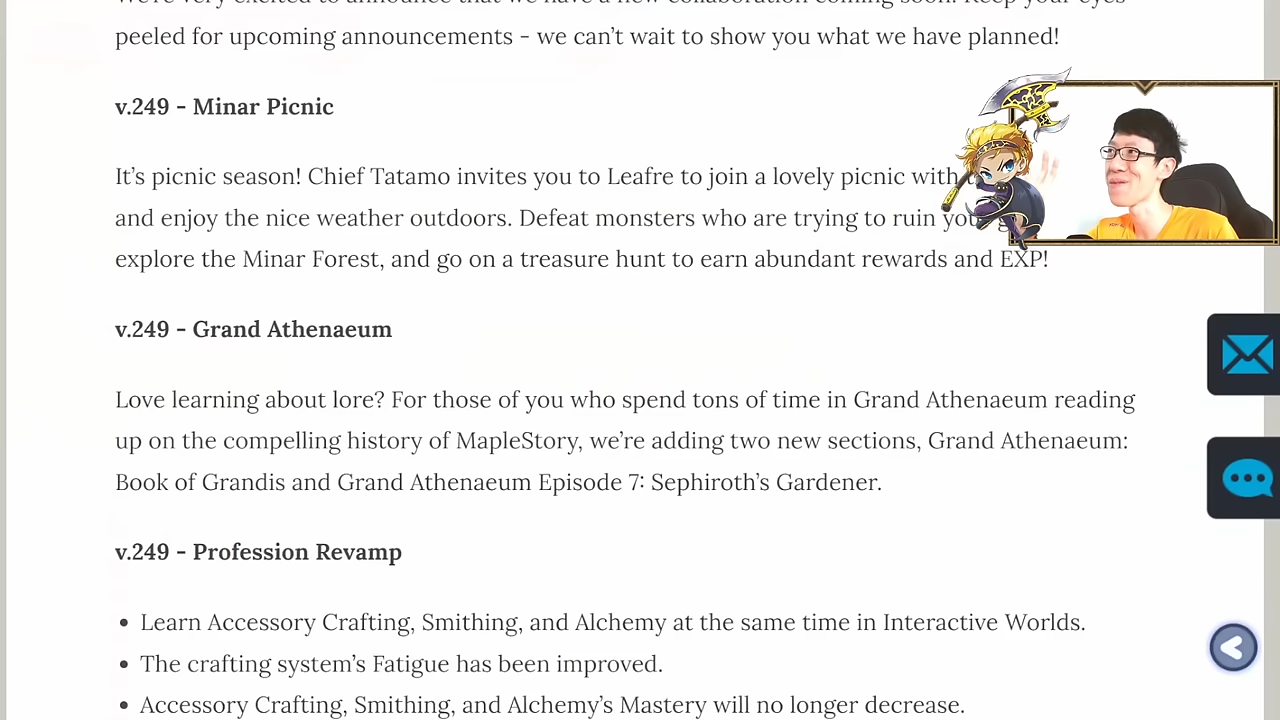 peeled for upcoming announcements - we can't wait to show you what we have planned!
v.249 - Minar Picnic
It's picnic season! Chief Tatamo invites you to Leafre to join a lovely picnic with
and enjoy the nice weather outdoors. Defeat monsters who are trying to ruin
explore the Minar Forest, and go on a treasure hunt to earn abundant rewards and EXP!
v.249 - Grand Athenaeum
Love learning about lore? For those of you who spend tons of time in Grand Athenaeum reading
up on the compelling history of MapleStory, we're adding two new sections, Grand Athenaeum:
Book of Grandis and Grand Athenaeum Episode 7: Sephiroth's Gardener.
v.249 - Profession Revamp
• Learn Accessory Crafting, Smithing, and Alchemy at the same time in Interactive Worlds.
• The crafting system's Fatigue has been improved.
• Accessory Crafting, Smithing, and Alchemy's Mastery will no longer decrease.